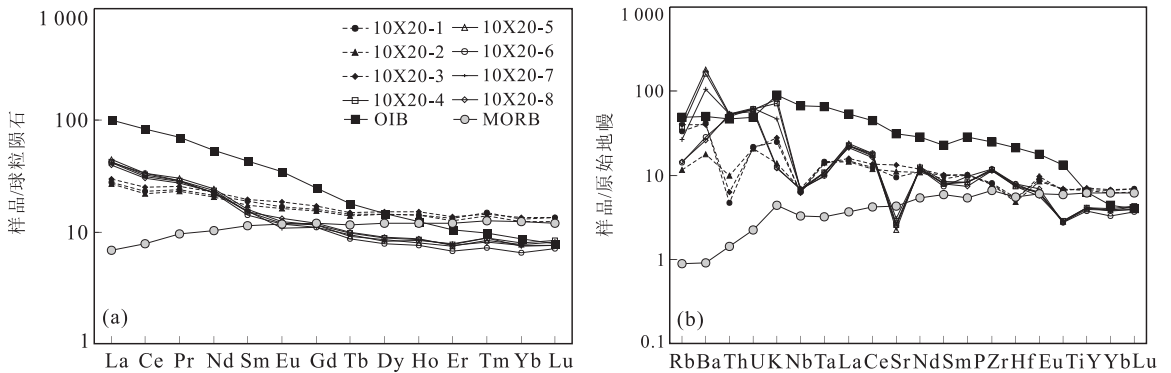 1 000
100
10
1
样品/球粒陨石
10X20-1
10X20-2
10X20-3
10X20-4
OIB
10X20-5
10X20-6
10X20-7
10X20-8
MORB
(a)
La Ce Pr Nd Sm Eu Gd Tb Dy Ho Er Tm Yb Lu
1 000
100
10
1
0.1
样品/原始地幔
(b)
Rb Ba Th U K Nb Ta La Ce Sr Nd Sm P Zr Hf Eu Ti Y Yb Lu